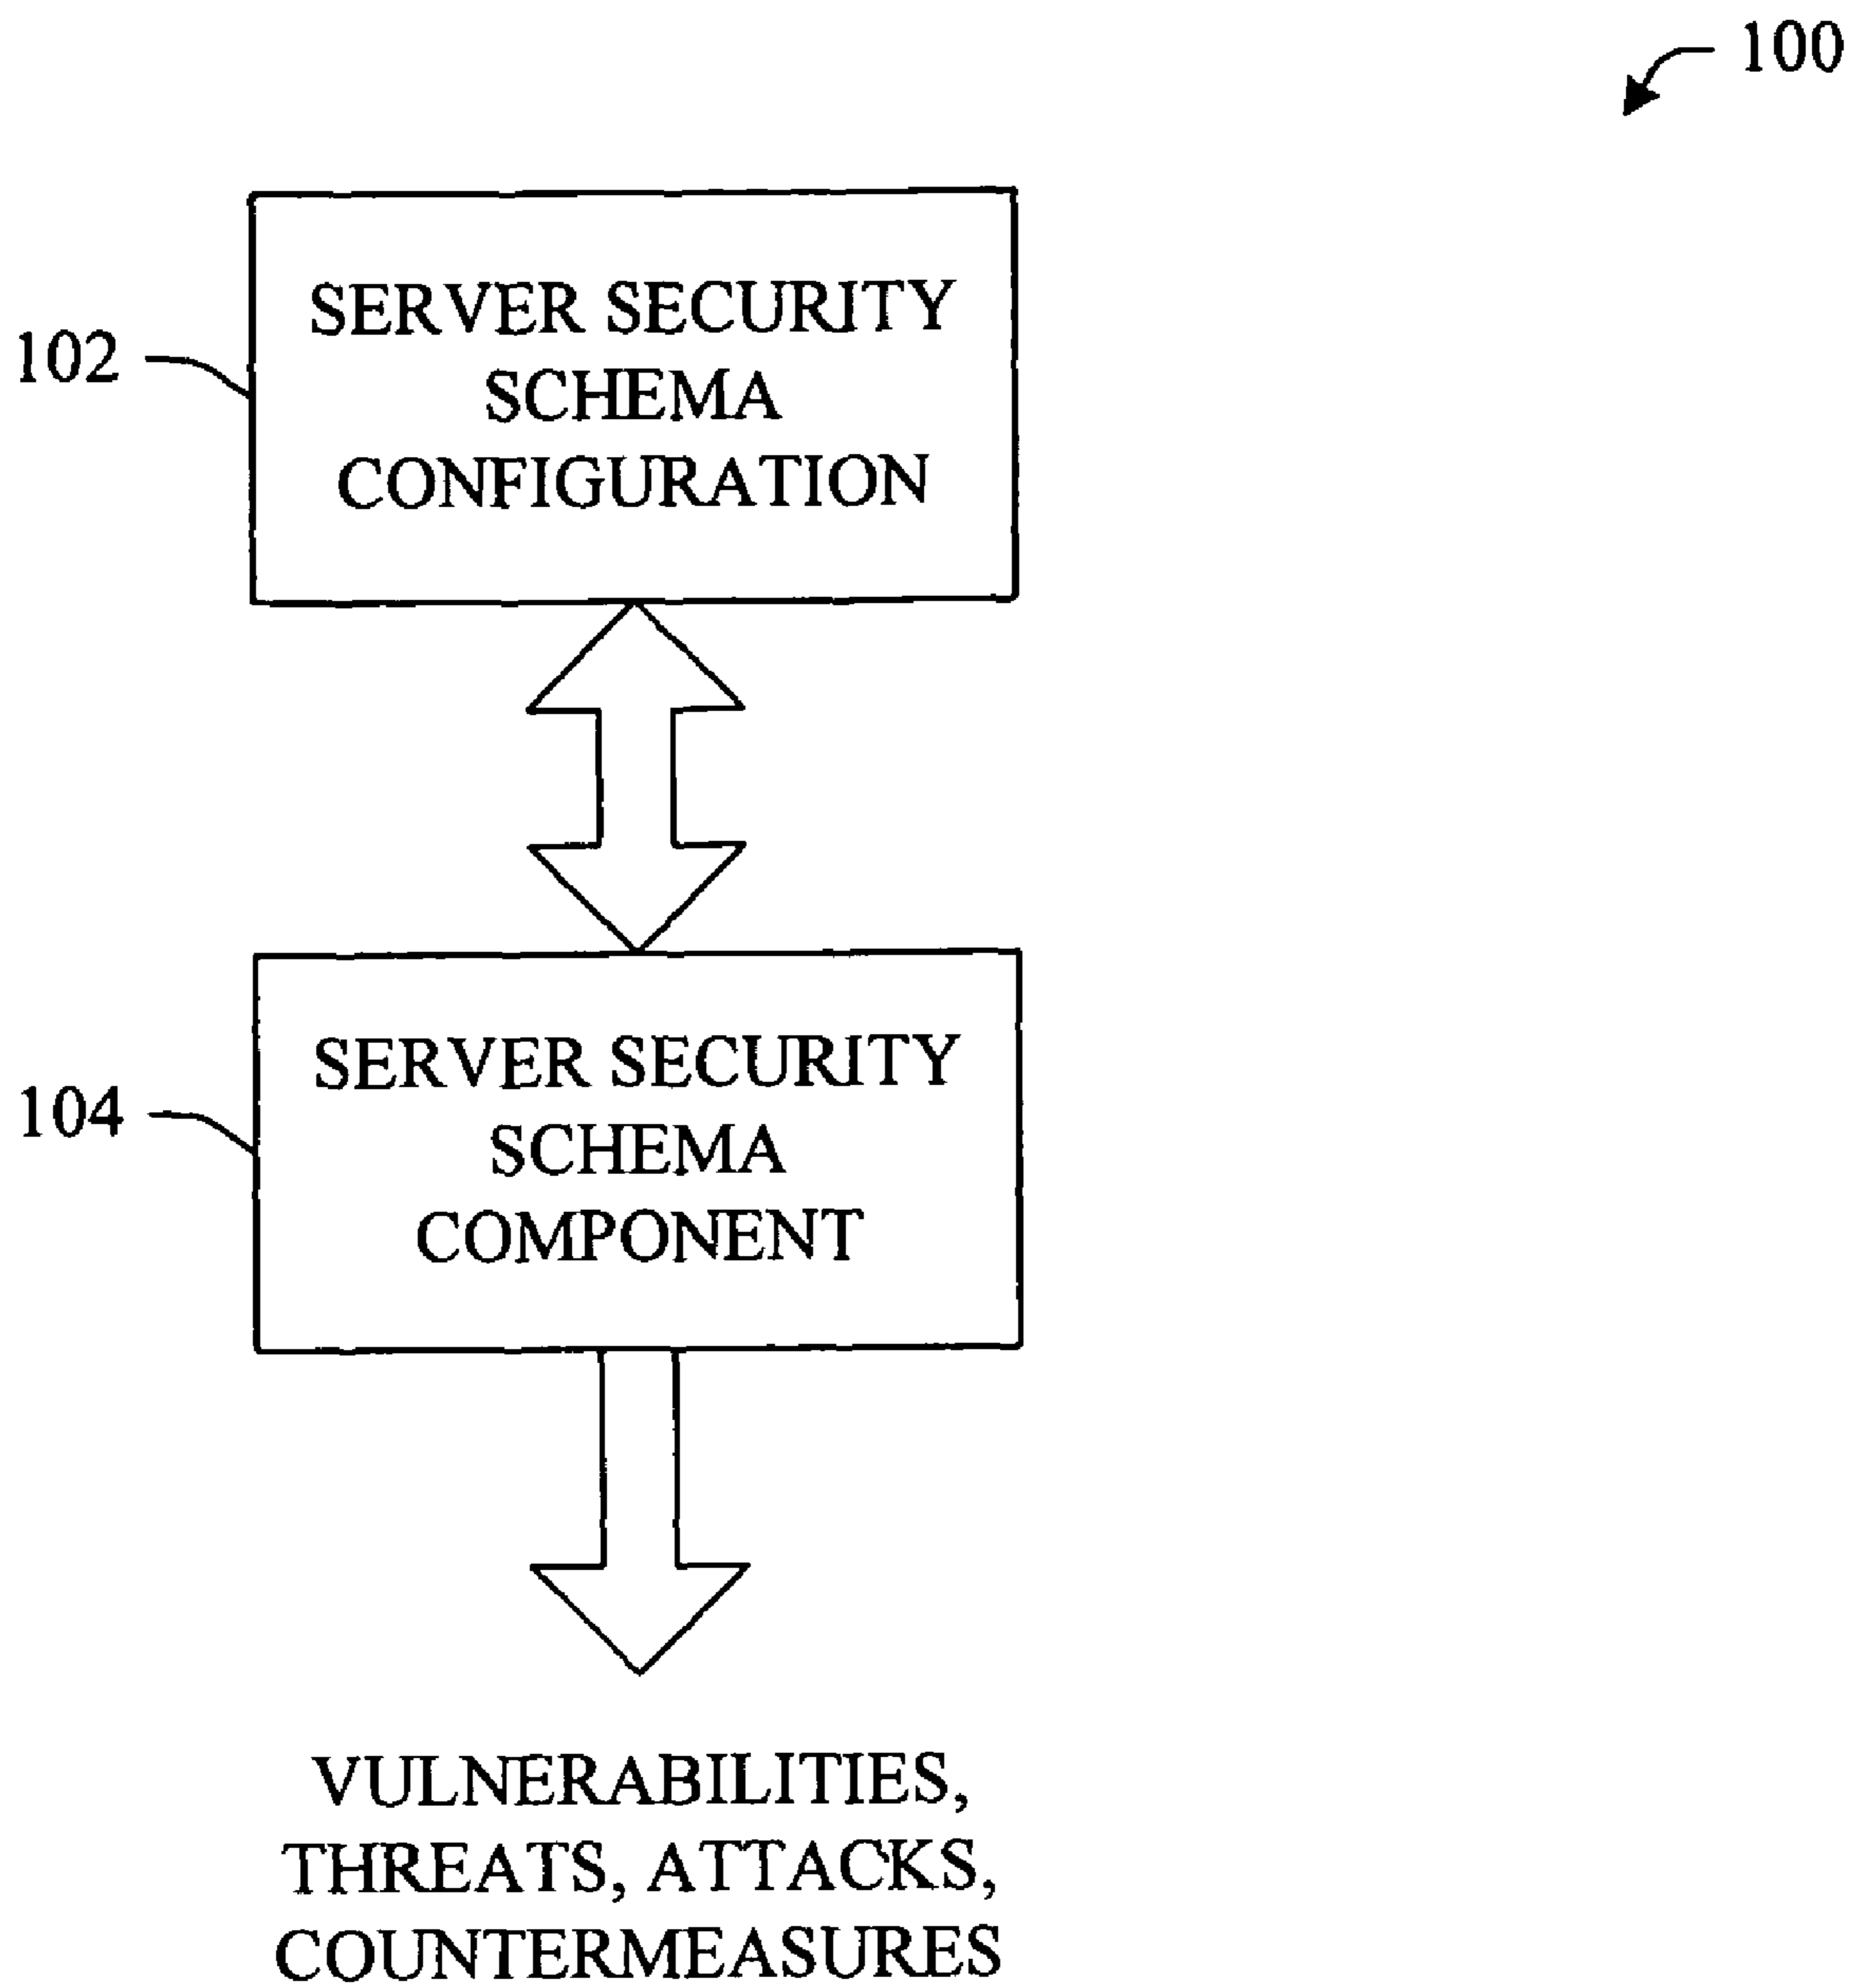 100
SERVER SECURITY
SCHEMA
CONFIGURATION
102
SERVER SECURITY
SCHEMA
COMPONENT
104
VULNERABILITIES,
THREATS, ATTACKS,
COUNTERMEASURES